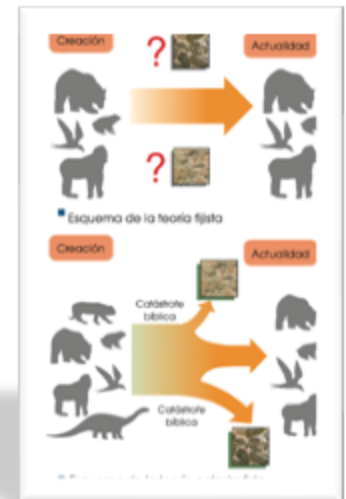 Creación
?
Actualidad
?
Esquema de la teoría fijista
Creación
Actualidad
Catástrofe
bíblica
Catástrofe
bíblica